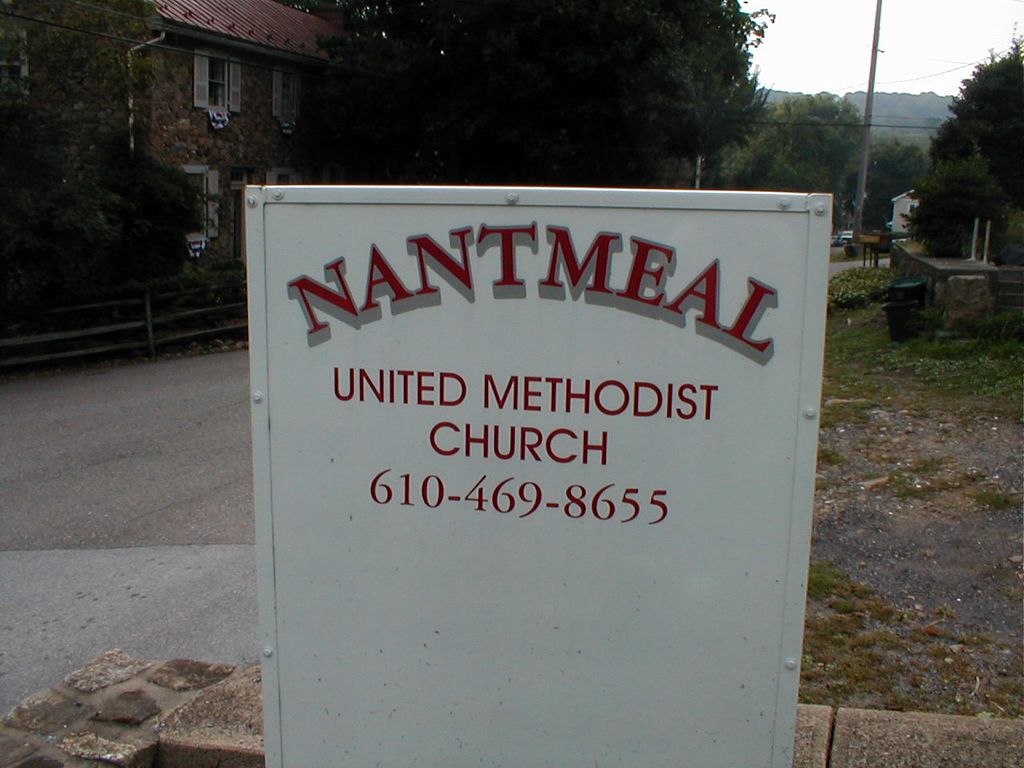 NANTMEAL
UNITED METHODIST
CHURCH
610-469-8655